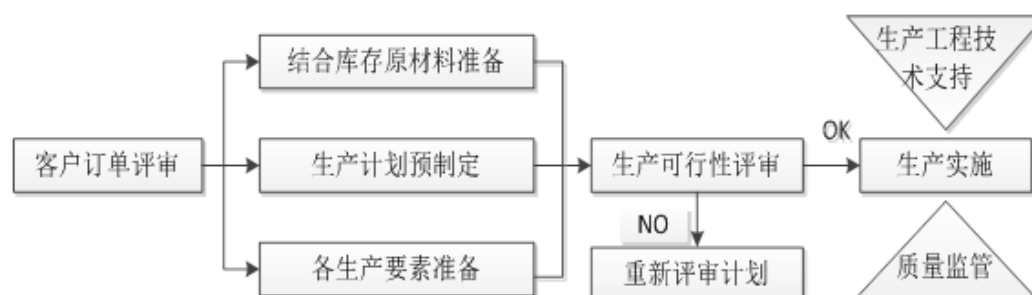 结合库存原材料准备
生产工程技
术支持
客户订单评审
生产计划预制定
生产可行性评审
OK
生产实施
NO
各生产要素准备
重新评审计划
质量监管